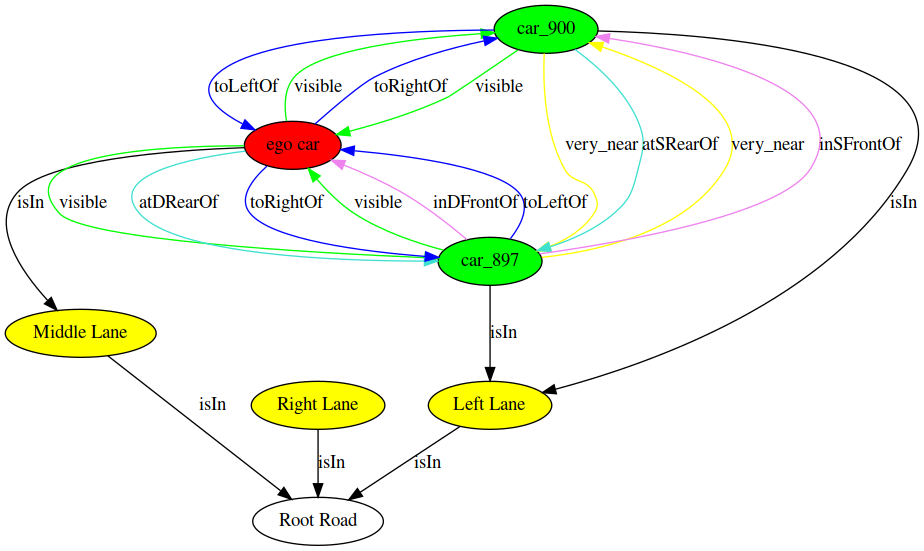 car_900
toLeftOf
visible
toRightOf
visible
ego car
very_near
atSRearOf
very_near
inSFrontOf
isIn
visible
atDRearOf
toRightOf
visible
inDFrontOf
toLeftOf
isIn
car_897
Middle Lane
isIn
isIn
Right Lane
Left Lane
isIn
isIn
Root Road